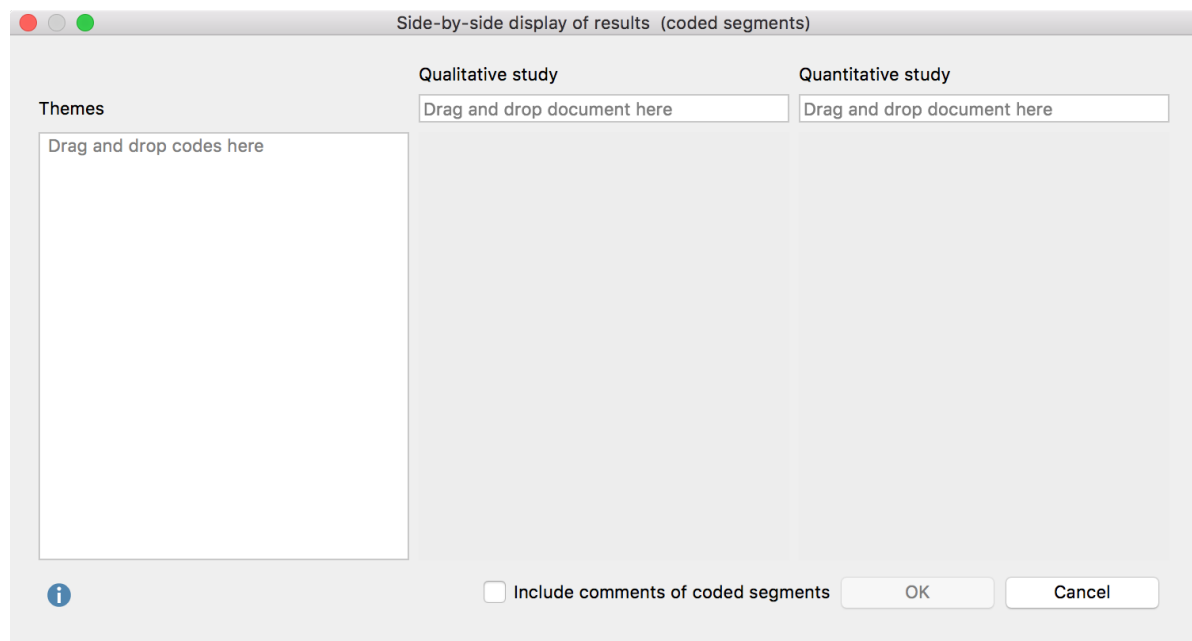 Side-by-side display of results (coded segments)
Qualitative study
Quantitative study
Themes
Drag and drop document here
Drag and drop document here
Drag and drop codes here
Include comments of coded segments
OK
Cancel